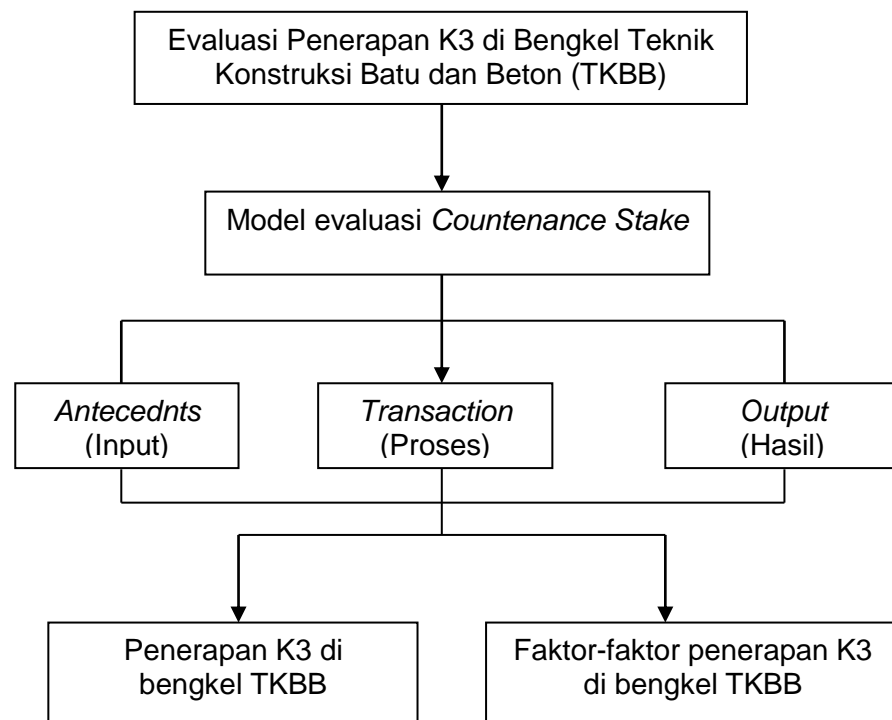 Evaluasi Penerapan K3 di Bengkel Teknik
Konstruksi Batu dan Beton (TKBB)
Model evaluasi Countenance Stake
Antecednts
(Input)
Transaction
(Proses)
Output
(Hasil)
Penerapan K3 di
bengkel TKBB
Faktor-faktor penerapan K3
di bengkel TKBB